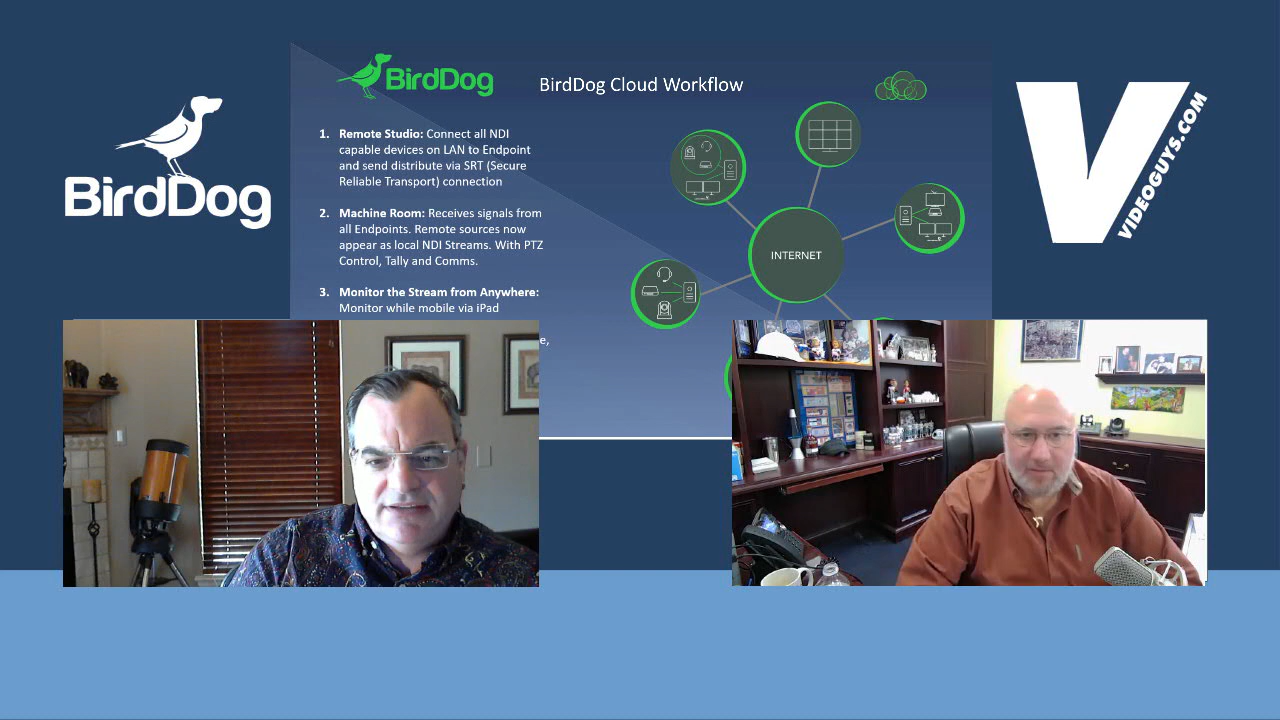 BirdDog
BirdDog Cloud Workflow
1. Remote Studio: Connect all NDI
capable devices on LAN to Endpoint
and send distribute via SRT (Secure
Reliable Transport) connection
2. Machine Room: Receives signals from
all Endpoints. Remote sources now
appear as local NDI Streams. With PTZ
Control, Tally and Comms.
3. Monitor the Stream from Anywhere:
Monitor while mobile via iPad
e,
INTERNET
BirdDog
V
VIDEOGUYS.COM